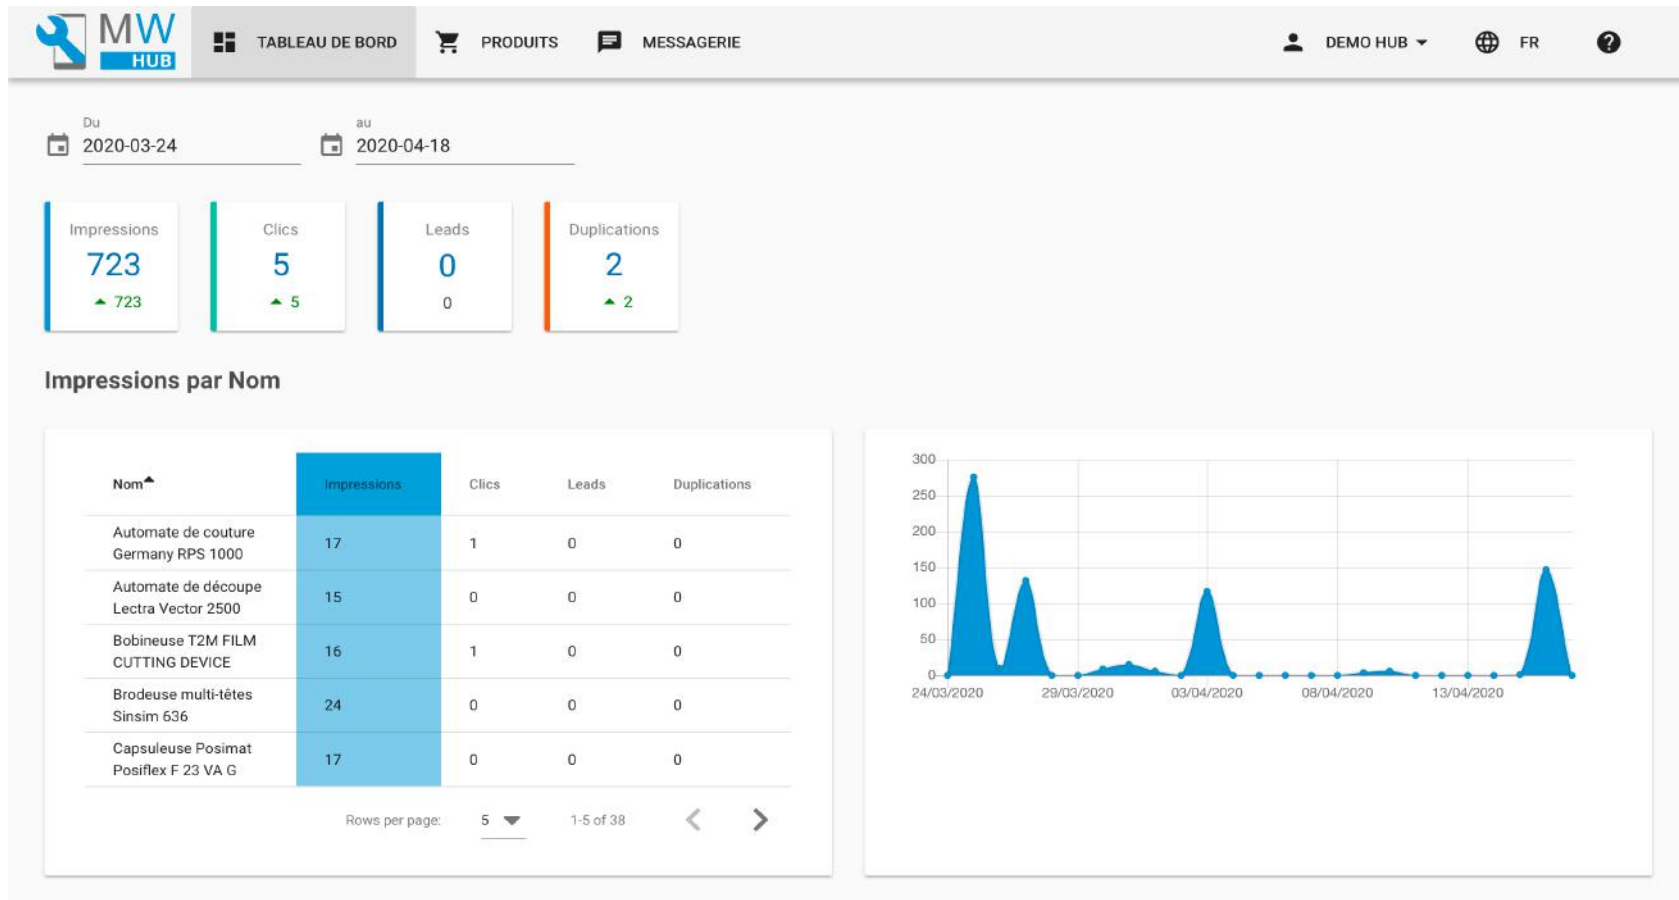 MW
HUB
TABLEAU DE BORD
PRODUITS
MESSAGERIE
DEMO HUB
FR
?
Du
2020-03-24
au
2020-04-18
Impressions
723
723
Clics
5
5
Leads
0
0
Duplications
2
2
Impressions par Nom
Nom Impressions Clics Leads Duplications
Automate de couture
Germany RPS 1000
17 1 0 0
Automate de découpe
Lectra Vector 2500
15 0 0 0
Bobineuse T2M FILM
CUTTING DEVICE
16 1 0 0
Brodeuse multi-têtes
Sinsim 636
24 0 0 0
Capsuleuse Posimat
Posiflex F 23 VA G
17 0 0 0
Rows per page: 5 1-5 of 38
300
250
200
150
100
50
0
24/03/2020 29/03/2020 03/04/2020 08/04/2020 13/04/2020